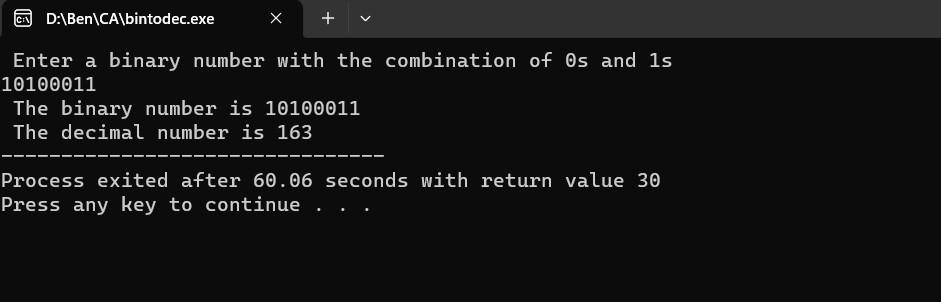 D:\Ben\CA\bintodec.exe
Enter a binary number with the combination of 0s and 1s
10100011
The binary number is 10100011
The decimal number is 163
--------------------------------
Process exited after 60.06 seconds with return value 30
Press any key to continue . . .